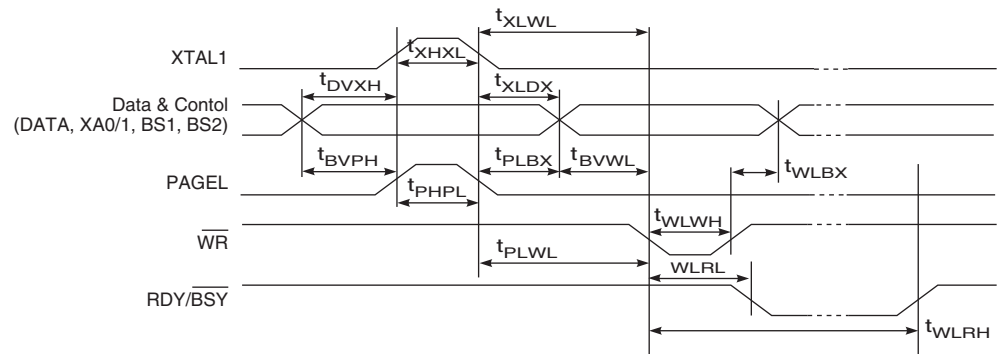 tXLWL
XTAL1
tXHXL
tDVXH
tXLDX
Data & Contol
(DATA, XA0/1, BS1, BS2)
tBVPH
tPLBX
tBVWL
tWLBX
PAGEL
tPHPL
tWLWH
WR
tPLWL
WLRL
RDY/BSY
tWLRH